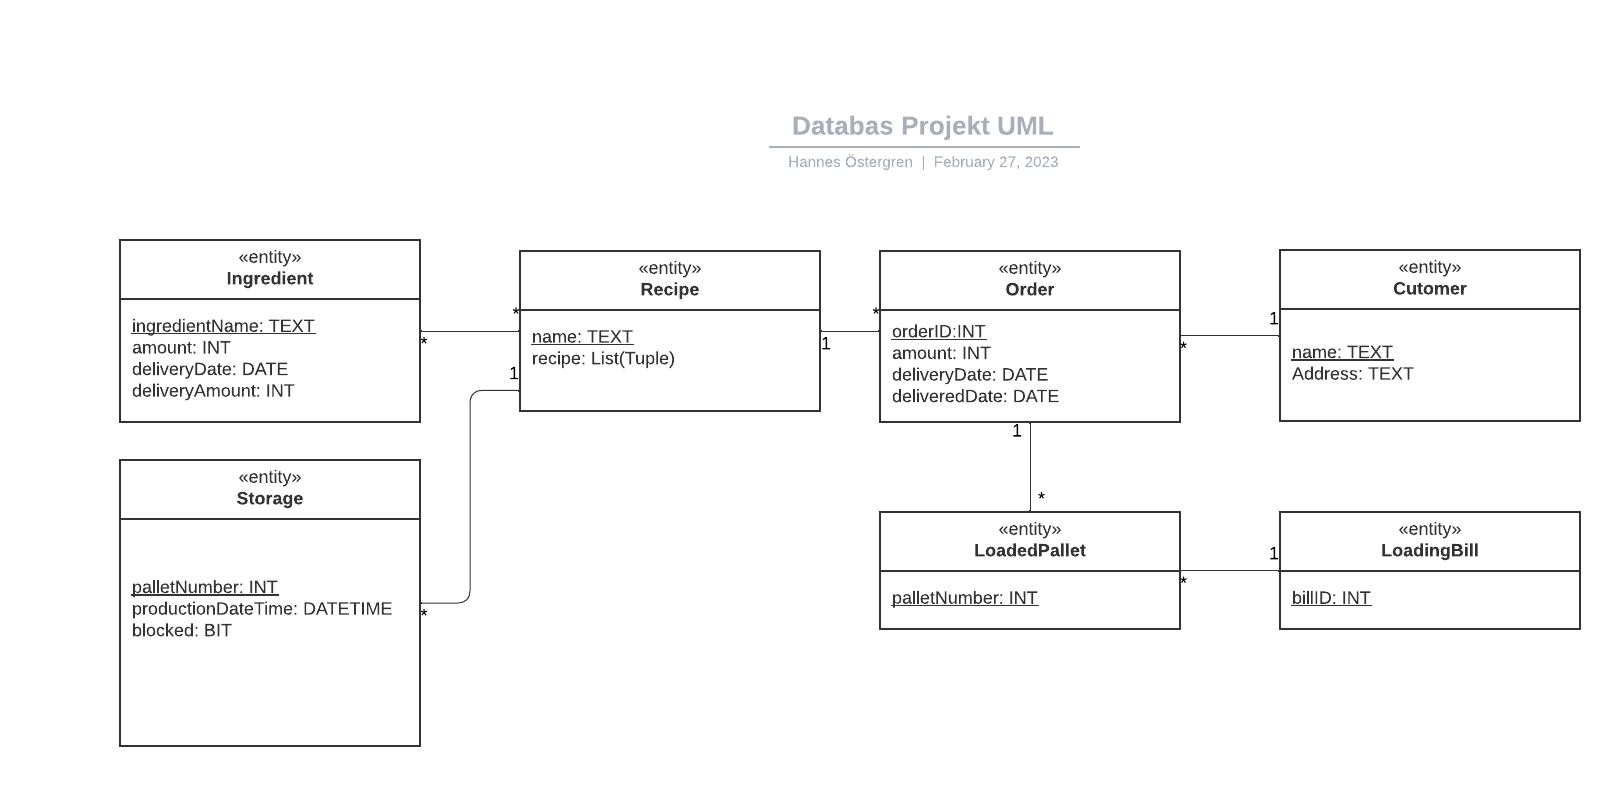 Databas Projekt UML
Hannes Östergren | February 27, 2023
«entity»
Ingredient
ingredientName: TEXT
amount: INT
deliveryDate: DATE
deliveryAmount: INT
*
*
«entity»
Recipe
name: TEXT
recipe: List(Tuple)
1
1
*
«entity»
Order
orderID:INT
amount: INT
deliveryDate: DATE
deliveredDate: DATE
*
1
«entity»
Cutomer
name: TEXT
Address: TEXT
«entity»
Storage
palletNumber: INT
productionDateTime: DATETIME
blocked: BIT
*
1
*
«entity»
LoadedPallet
palletNumber: INT
*
1
«entity»
LoadingBill
billID: INT